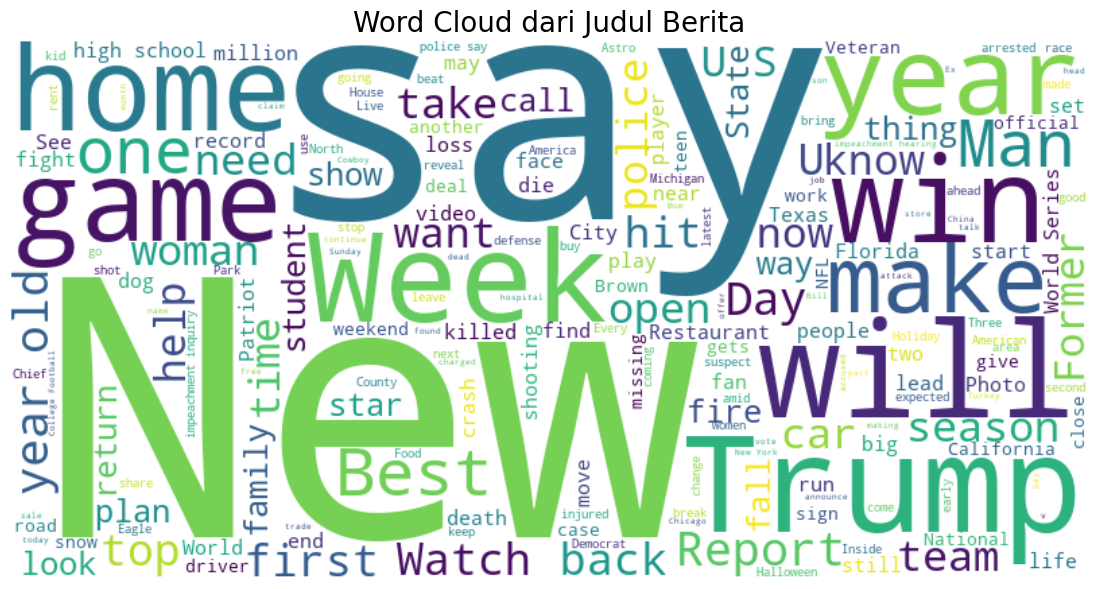 Word Cloud dari Judul Berita
kid
high school
million
home
say
police say
going
beat
may
Astro
US
State
Veteran
arrested race
son
Ex
made
head
year
rent
month
claim
House
Live
take
call
another
police
player
bring
thing
set
official
impeachment hearing
See
fight
one
record
need
use
North
Cowboy
show
loss
reveal
deal
America
face
die
teen
Michigan
near
Mom
Uknow
work
job
ahead
Man
good
game
video
want
defense
City
hit
latest
now
Texas
win
store
China
talk
World Series
Former
go
woman
student
stop
continue
Sunday
Week
dead
buy
play
way
NFL
Florida
start
shot
Park
dog
help
Patriot
leave
hospital
Brown
open
offer
Day
Bill
attack
make
year old
New
name
time
free
weekend
found
killed
find
Every
Restaurant
people
will
Chief
College Football
impeachment inquiry
next
charged
County
crash
shooting
missing
coming
gets
suspect
fan
amid
accused
part
Holiday
two
Three
American
area
give
lead
expected
Photo
Turkey
second
return
family
star
Best
Food
fire
women
car
big
season
California
close
share
plan
Eagle
sale
today
road
snow
top
World
driver
first
end
trade
death
keep
Watch
injured
case
move
Democrat
back
change
break
Chicago
vote
New York
making
announce
Trump
fall
run
sign
come
early
pay
v
look
Report
Halloween
Inside
still
National
team
life